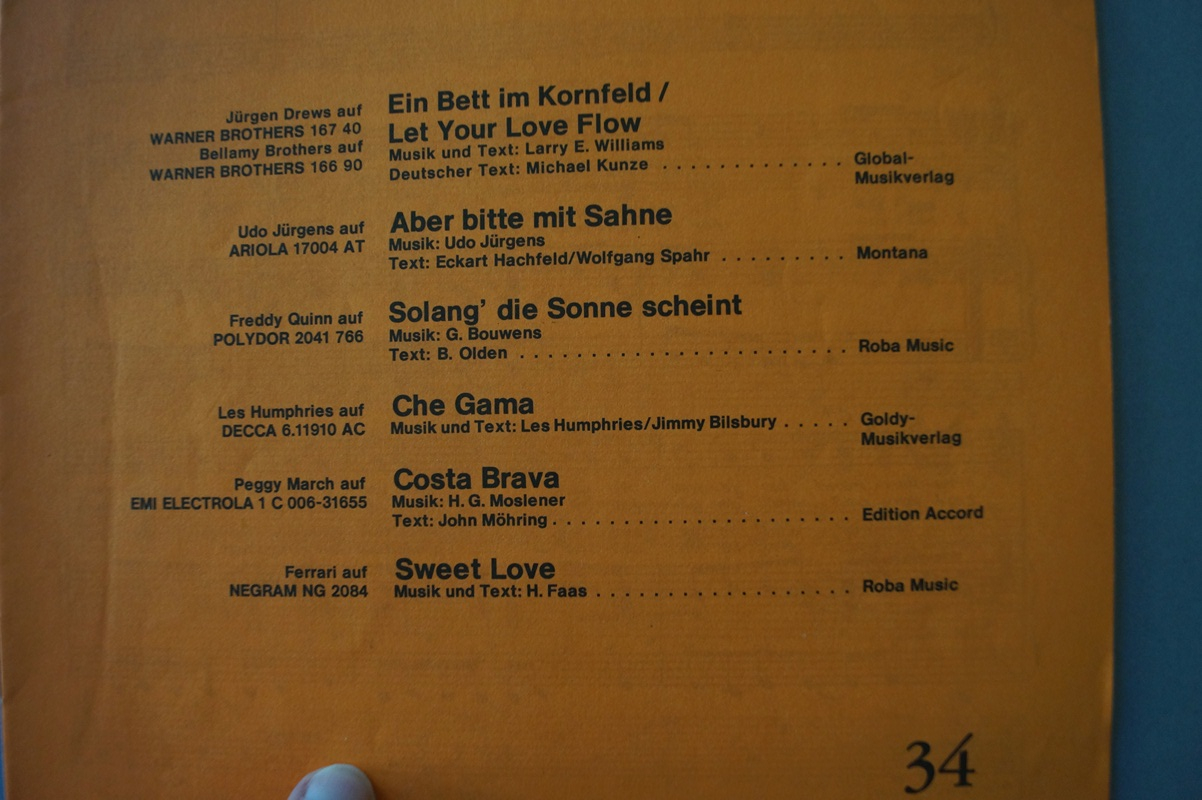 Jürgen Drews auf
WARNER BROTHERS 167 40
Bellamy Brothers auf
WARNER BROTHERS 166 90
Ein Bett im Kornfeld /
Let Your Love Flow
Musik und Text: Larry E. Williams
Deutscher Text: Michael Kunze . . . . . . . . . . . . .
Global-
Musikverlag
Udo Jürgens auf
ARIOLA 17004 AT
Aber bitte mit Sahne
Musik: Udo Jürgens
Text: Eckart Hachfeld/Wolfgang Spahr . . . . . . . . . Montana
Freddy Quinn auf
POLYDOR 2041 766
Solang' die Sonne scheint
Musik: G. Bouwens
Text: B. Olden . . . . . . . . . . . . . . . . . . . . . . . Roba Music
Les Humphries auf
DECCA 6.11910 AC
Che Gama
Musik und Text: Les Humphries/Jimmy Bilsbury . . . . .
Goldy-
Musikverlag
Peggy March auf
EMI ELECTROLA 1 C 006-31655
Costa Brava
Musik: H. G. Moslener
Text: John Möhring . . . . . . . . . . . . . . . . . . . . . Edition Accord
Ferrari auf
NEGRAM NG 2084
Sweet Love
Musik und Text: H. Faas . . . . . . . . . . . . . . . . . . Roba Music
34